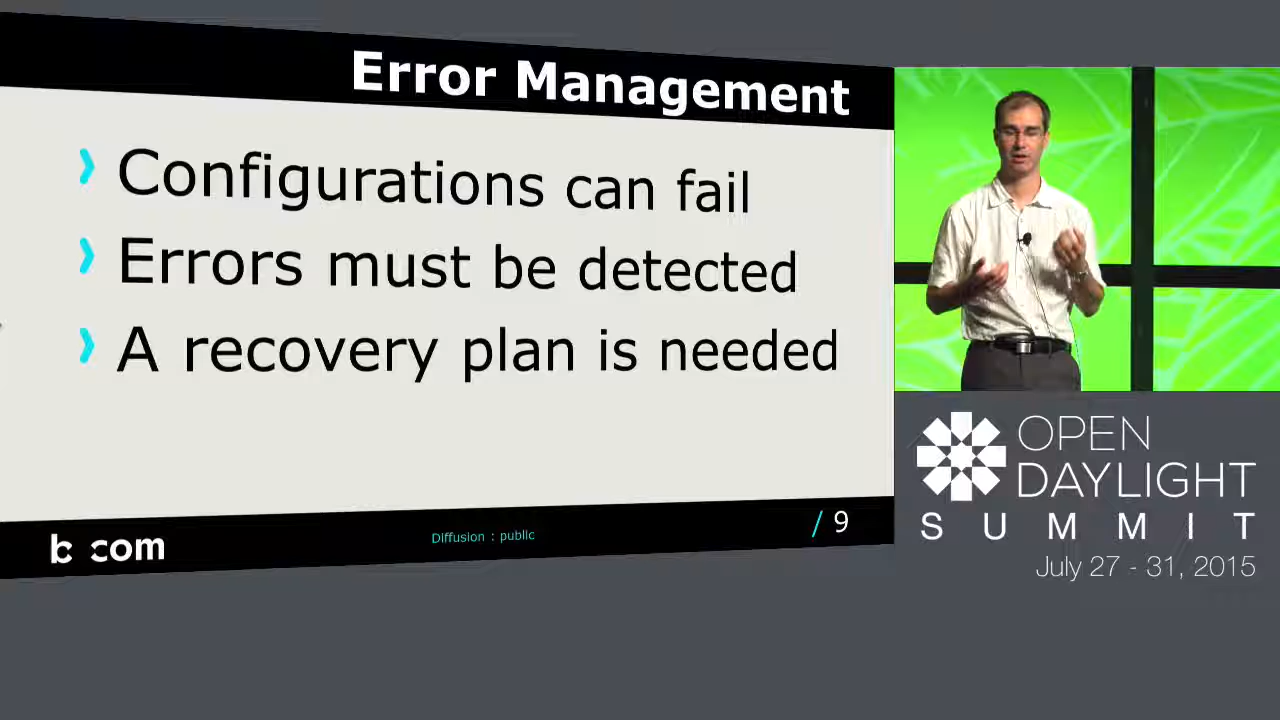 Error Management
Configurations can fail
Errors must be detected
A recovery plan is needed
b com
Diffusion : public
/ 9
OPEN
DAYLIGHT
SUMMIT
July 27 - 31, 2015